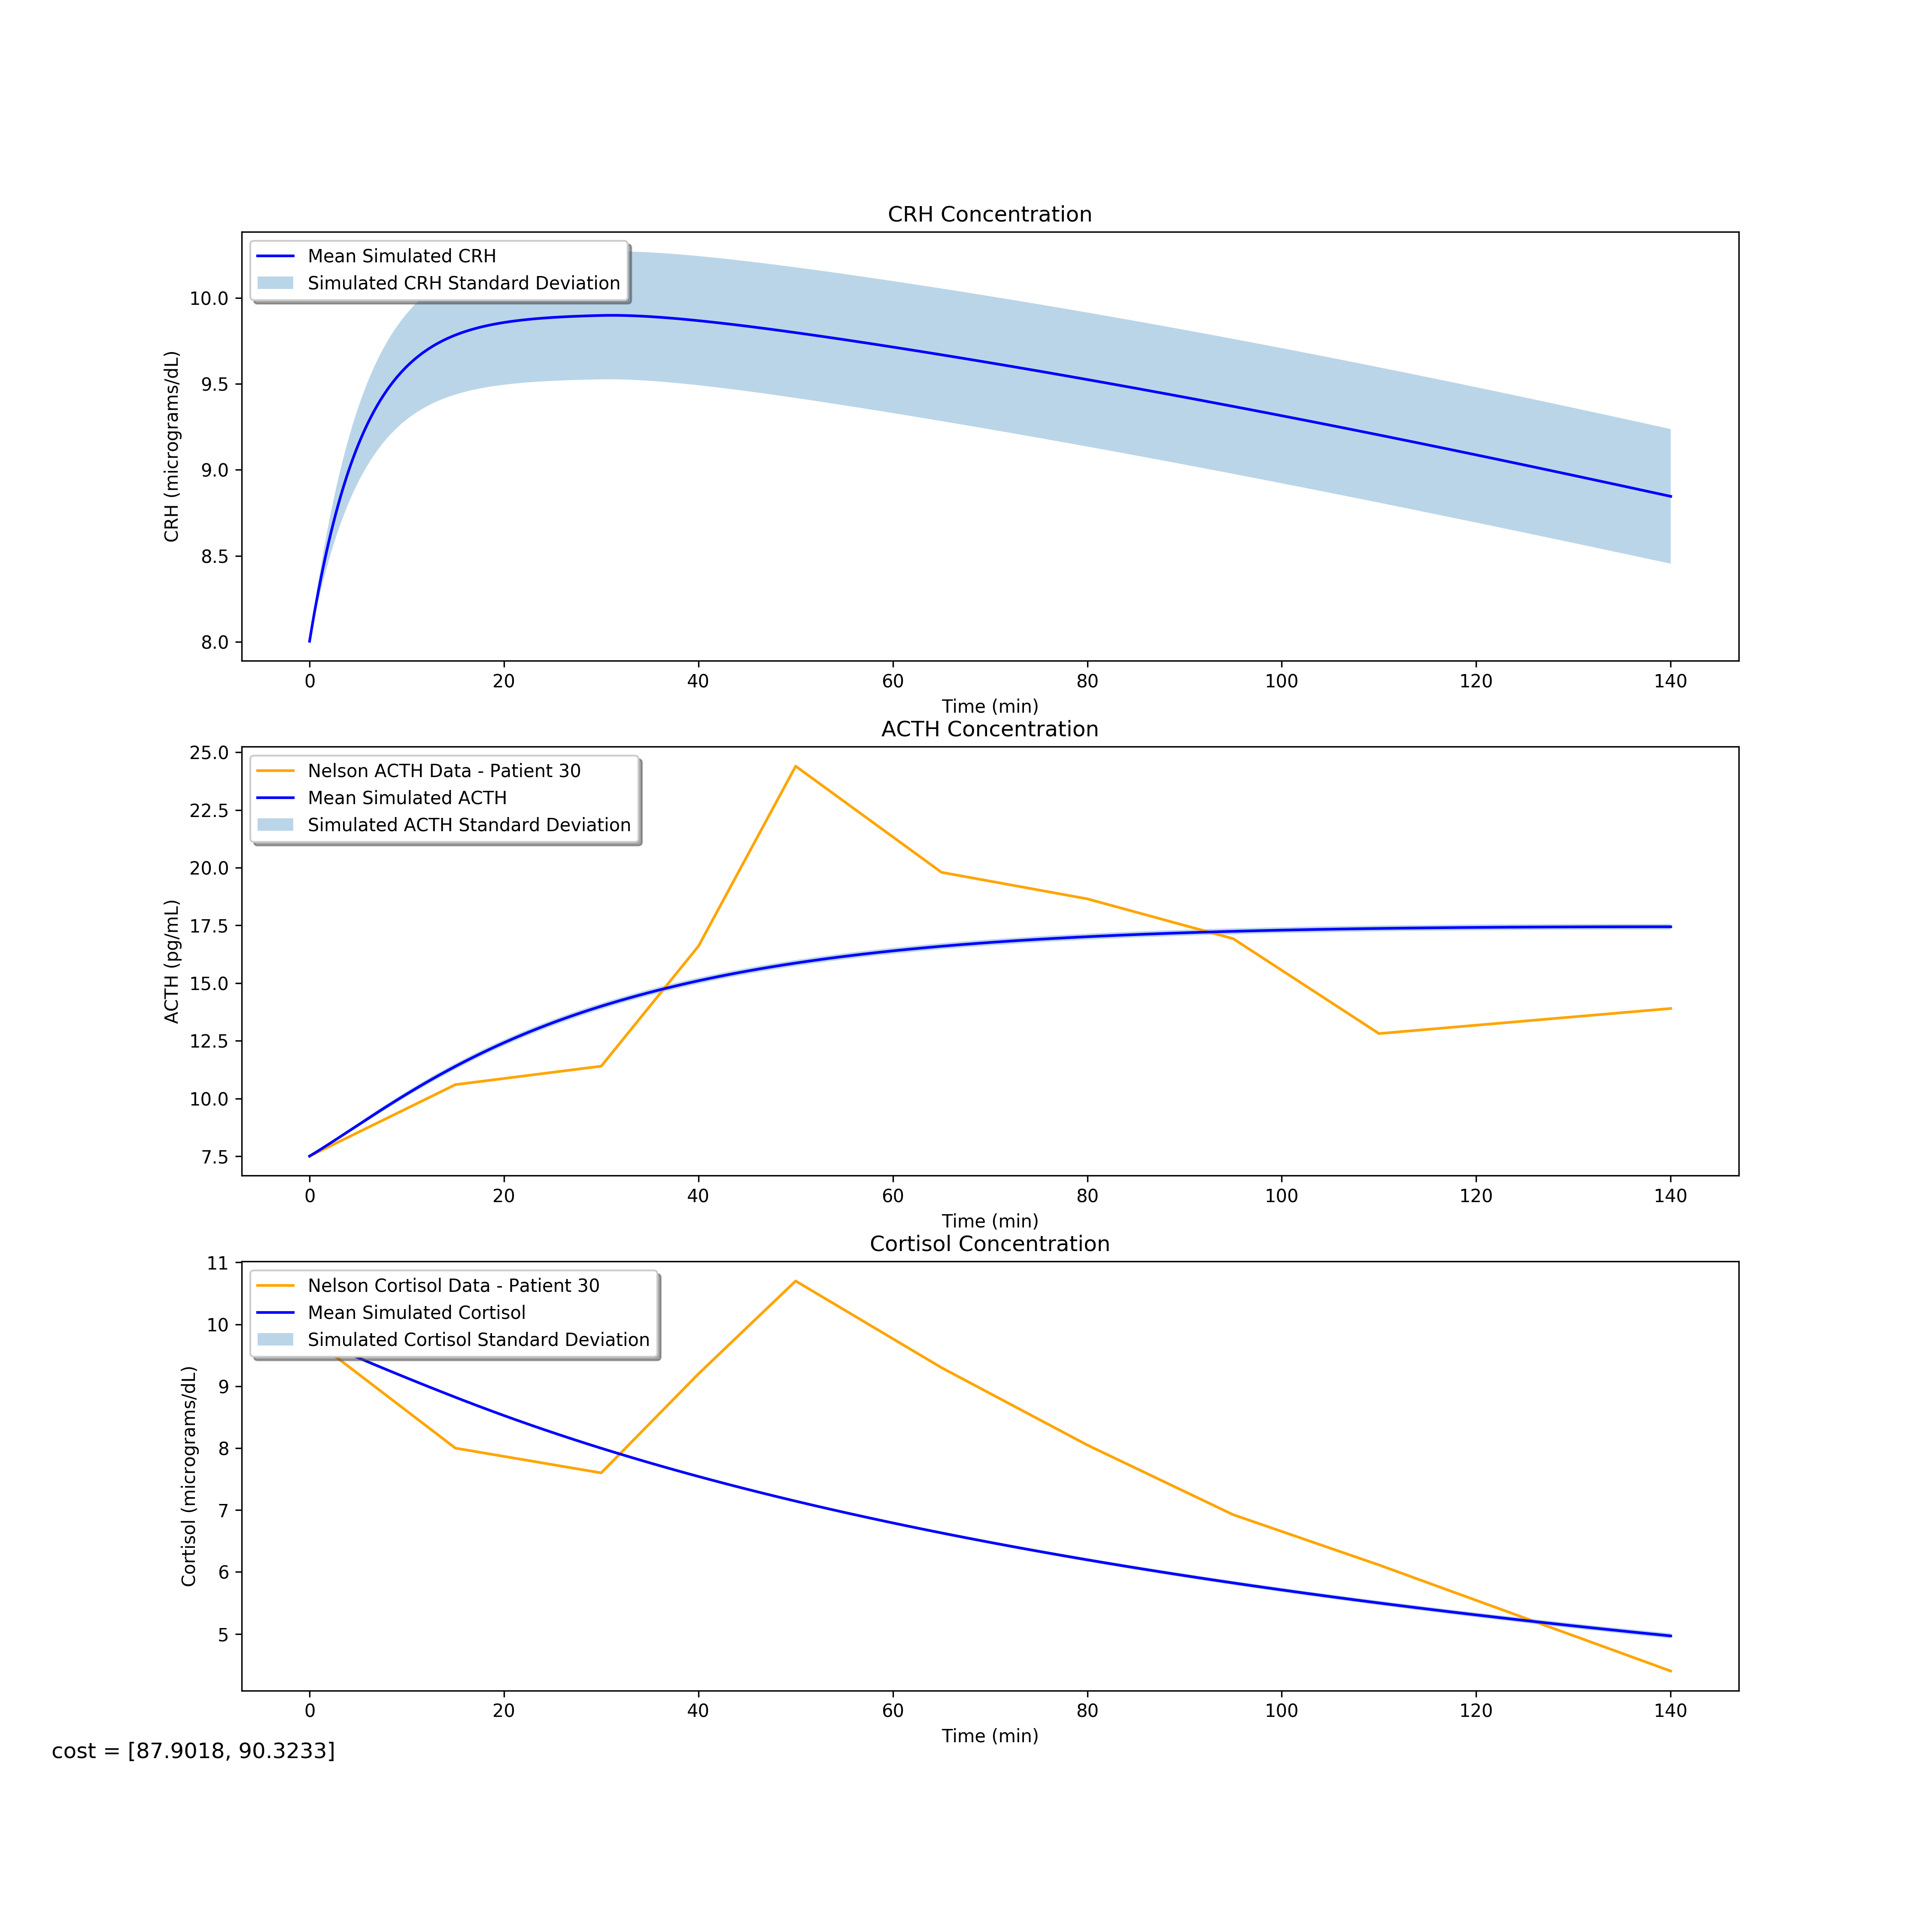 CRH Concentration
Mean Simulated CRH
Simulated CRH Standard Deviation
CRH (micrograms/dL)
10.0
9.5
9.0
8.5
8.0
0 20 40 60 80 100 120 140
Time (min)
ACTH Concentration
Nelson ACTH Data - Patient 30
Mean Simulated ACTH
Simulated ACTH Standard Deviation
ACTH (pg/mL)
25.0
22.5
20.0
17.5
15.0
12.5
10.0
7.5
0 20 40 60 80 100 120 140
Time (min)
Cortisol Concentration
Nelson Cortisol Data - Patient 30
Mean Simulated Cortisol
Simulated Cortisol Standard Deviation
Cortisol (micrograms/dL)
11
10
9
8
7
6
5
0 20 40 60 80 100 120 140
Time (min)
cost = [87.9018, 90.3233]